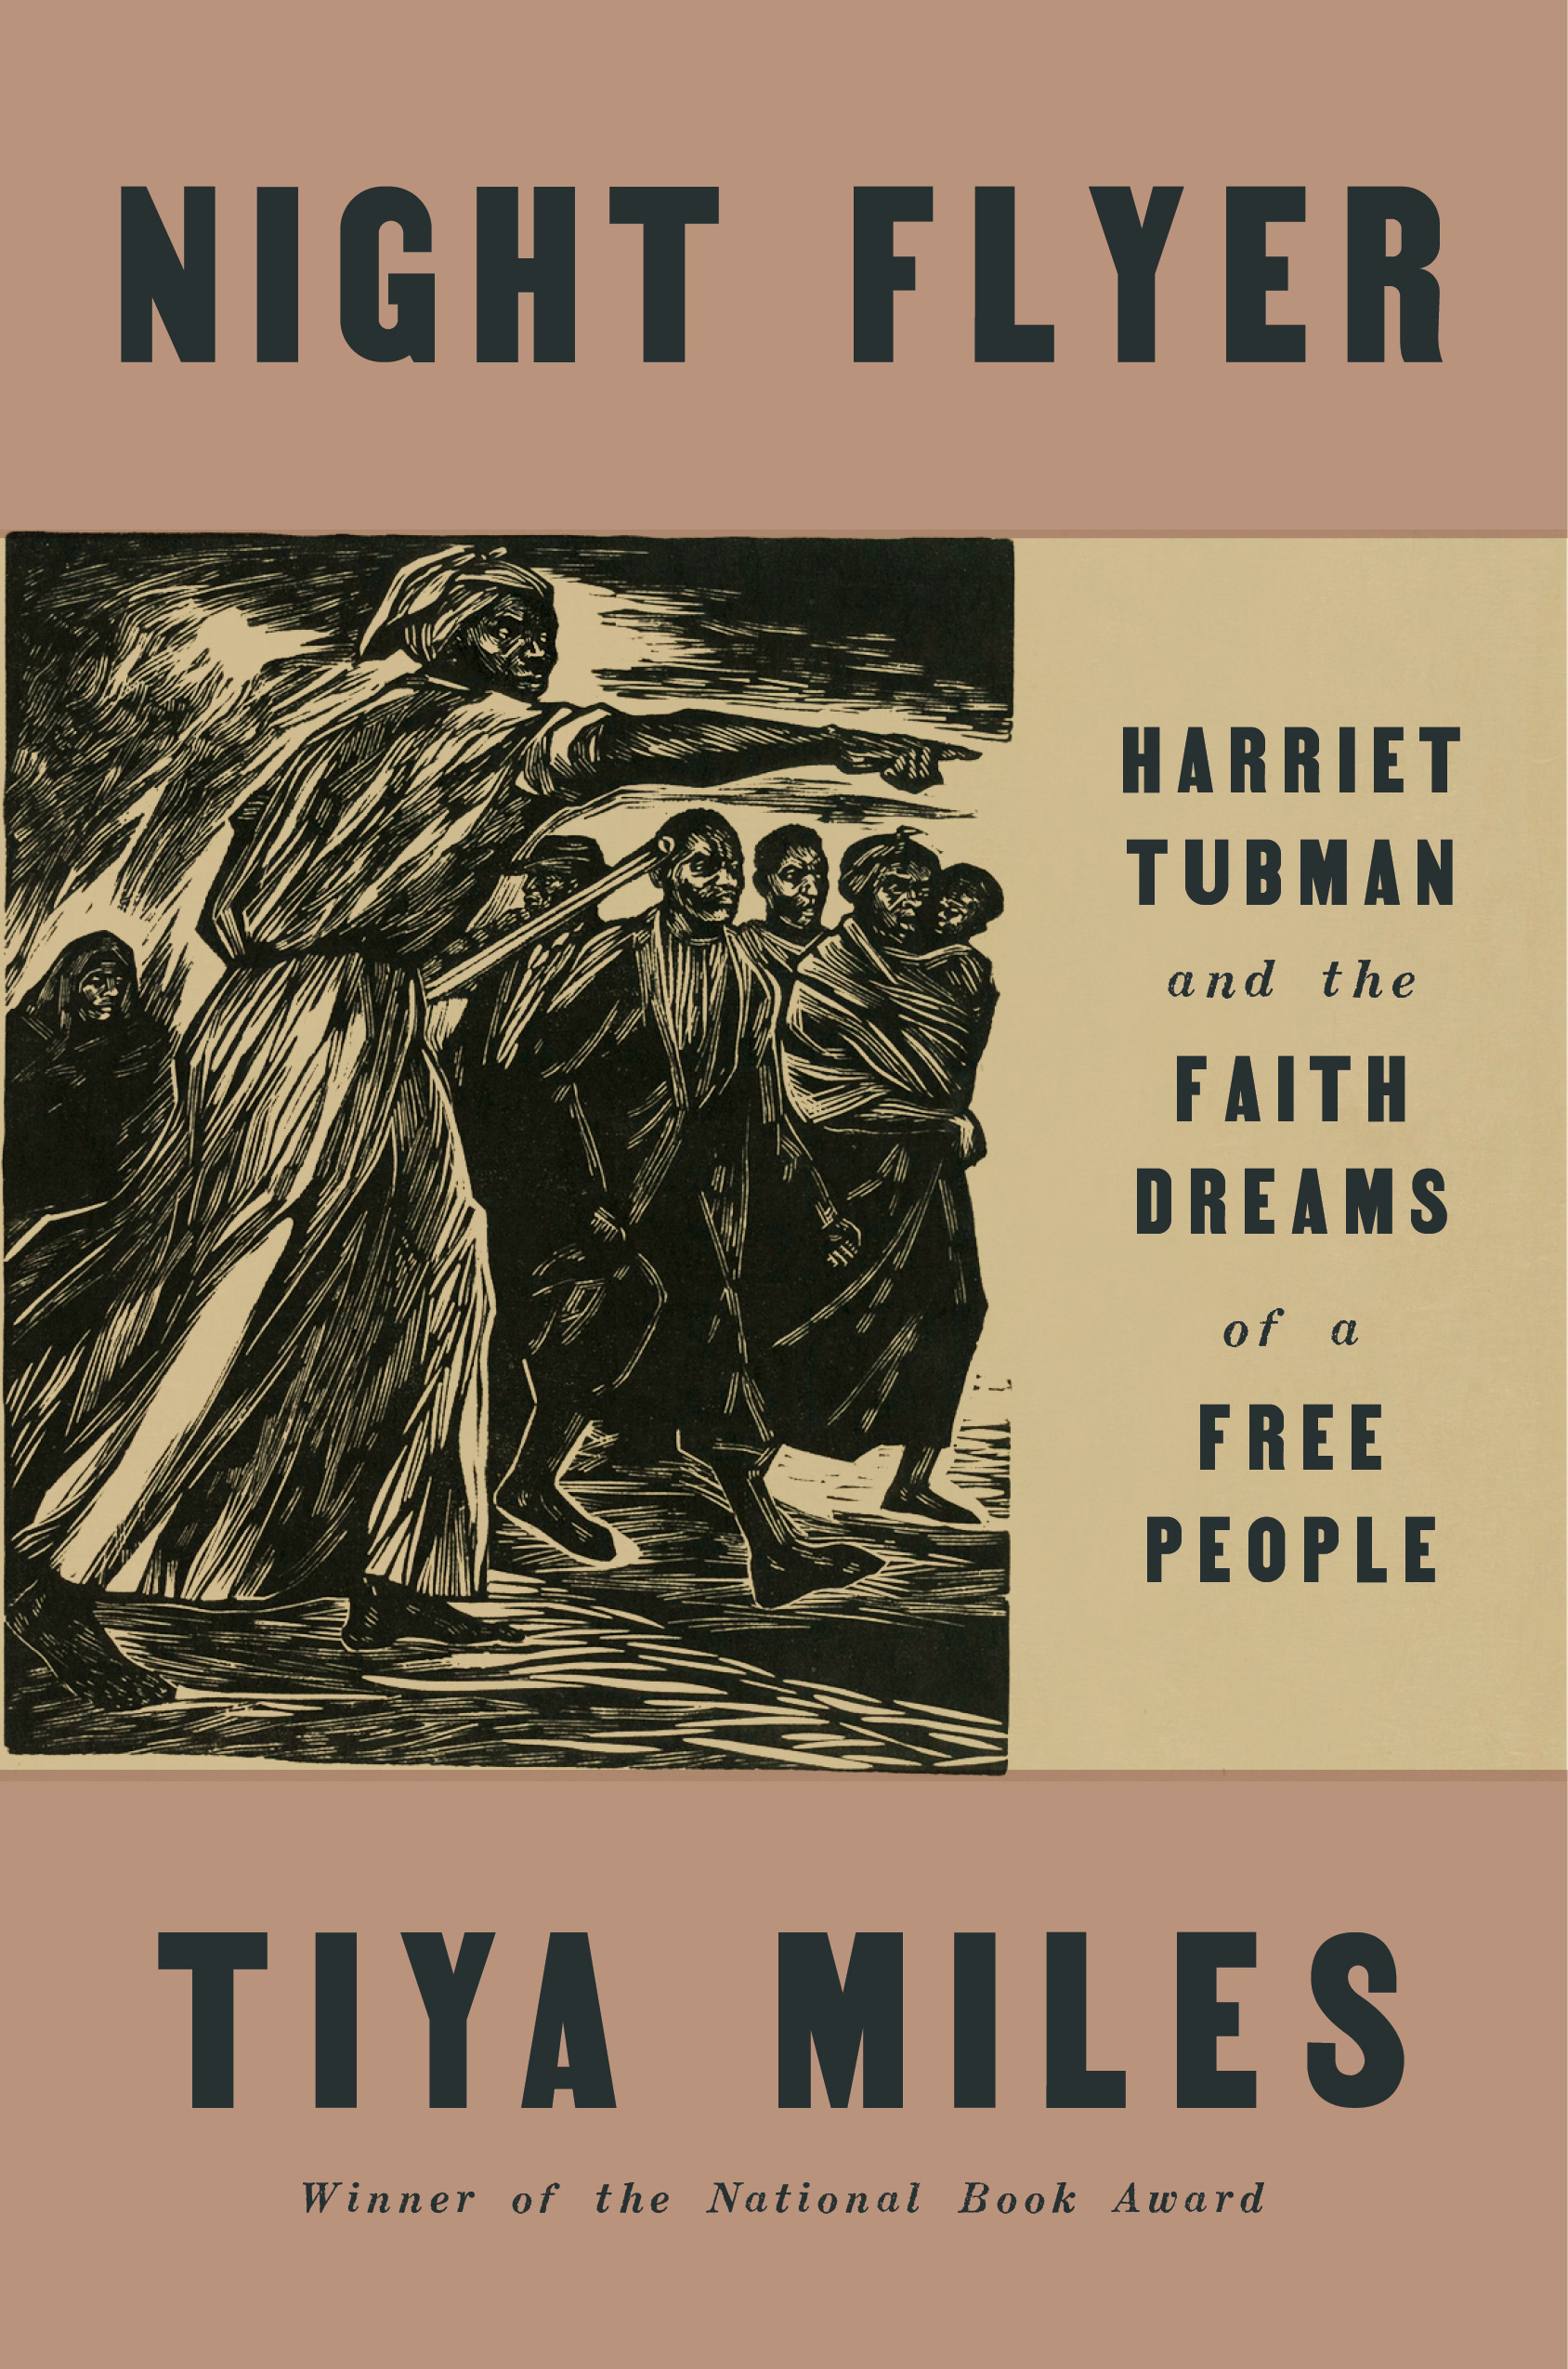 NIGHT FLYER
HARRIET
TUBMAN
and the
FAITH
DREAMS
of a
FREE
PEOPLE
TIYA MILES
Winner of the National Book Award